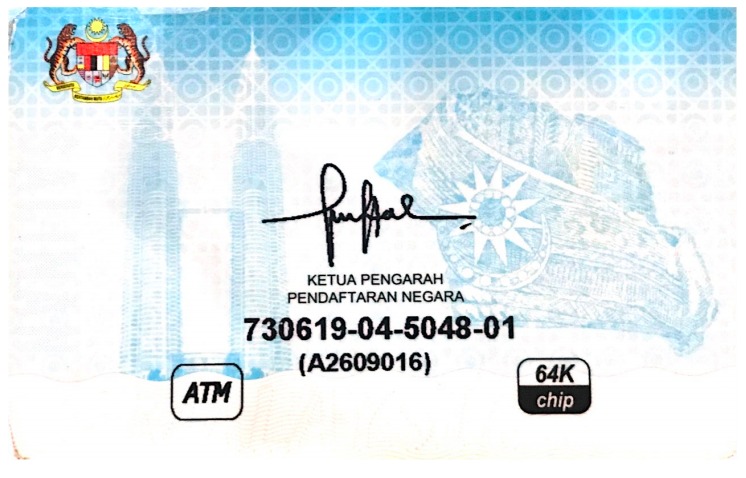 KETUA PENGARAH
PENDAFTARAN NEGARA
730619-04-5048-01
(A2609016)
ATM
64K
chip